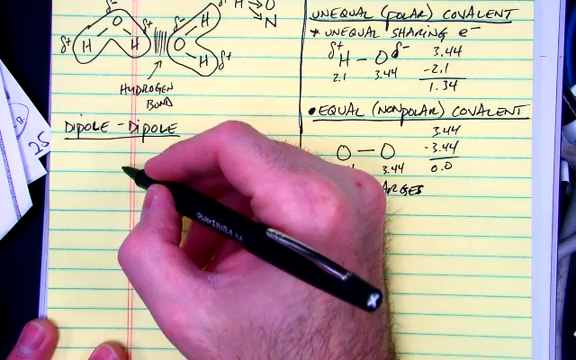 δ-
H → O
→ N
O
H
δ+
H
H
δ+
O
H
δ+
HYDROGEN
BOND
DIPOLE - DIPOLE
25
UNEQUAL (POLAR) COVALENT
* UNEQUAL SHARING e⁻
δ+ H — O δ-
2.1 3.44
3.44
-2.1
1.34
• EQUAL (NONPOLAR) COVALENT
O — O
3.44
3.44
-3.44
0.0